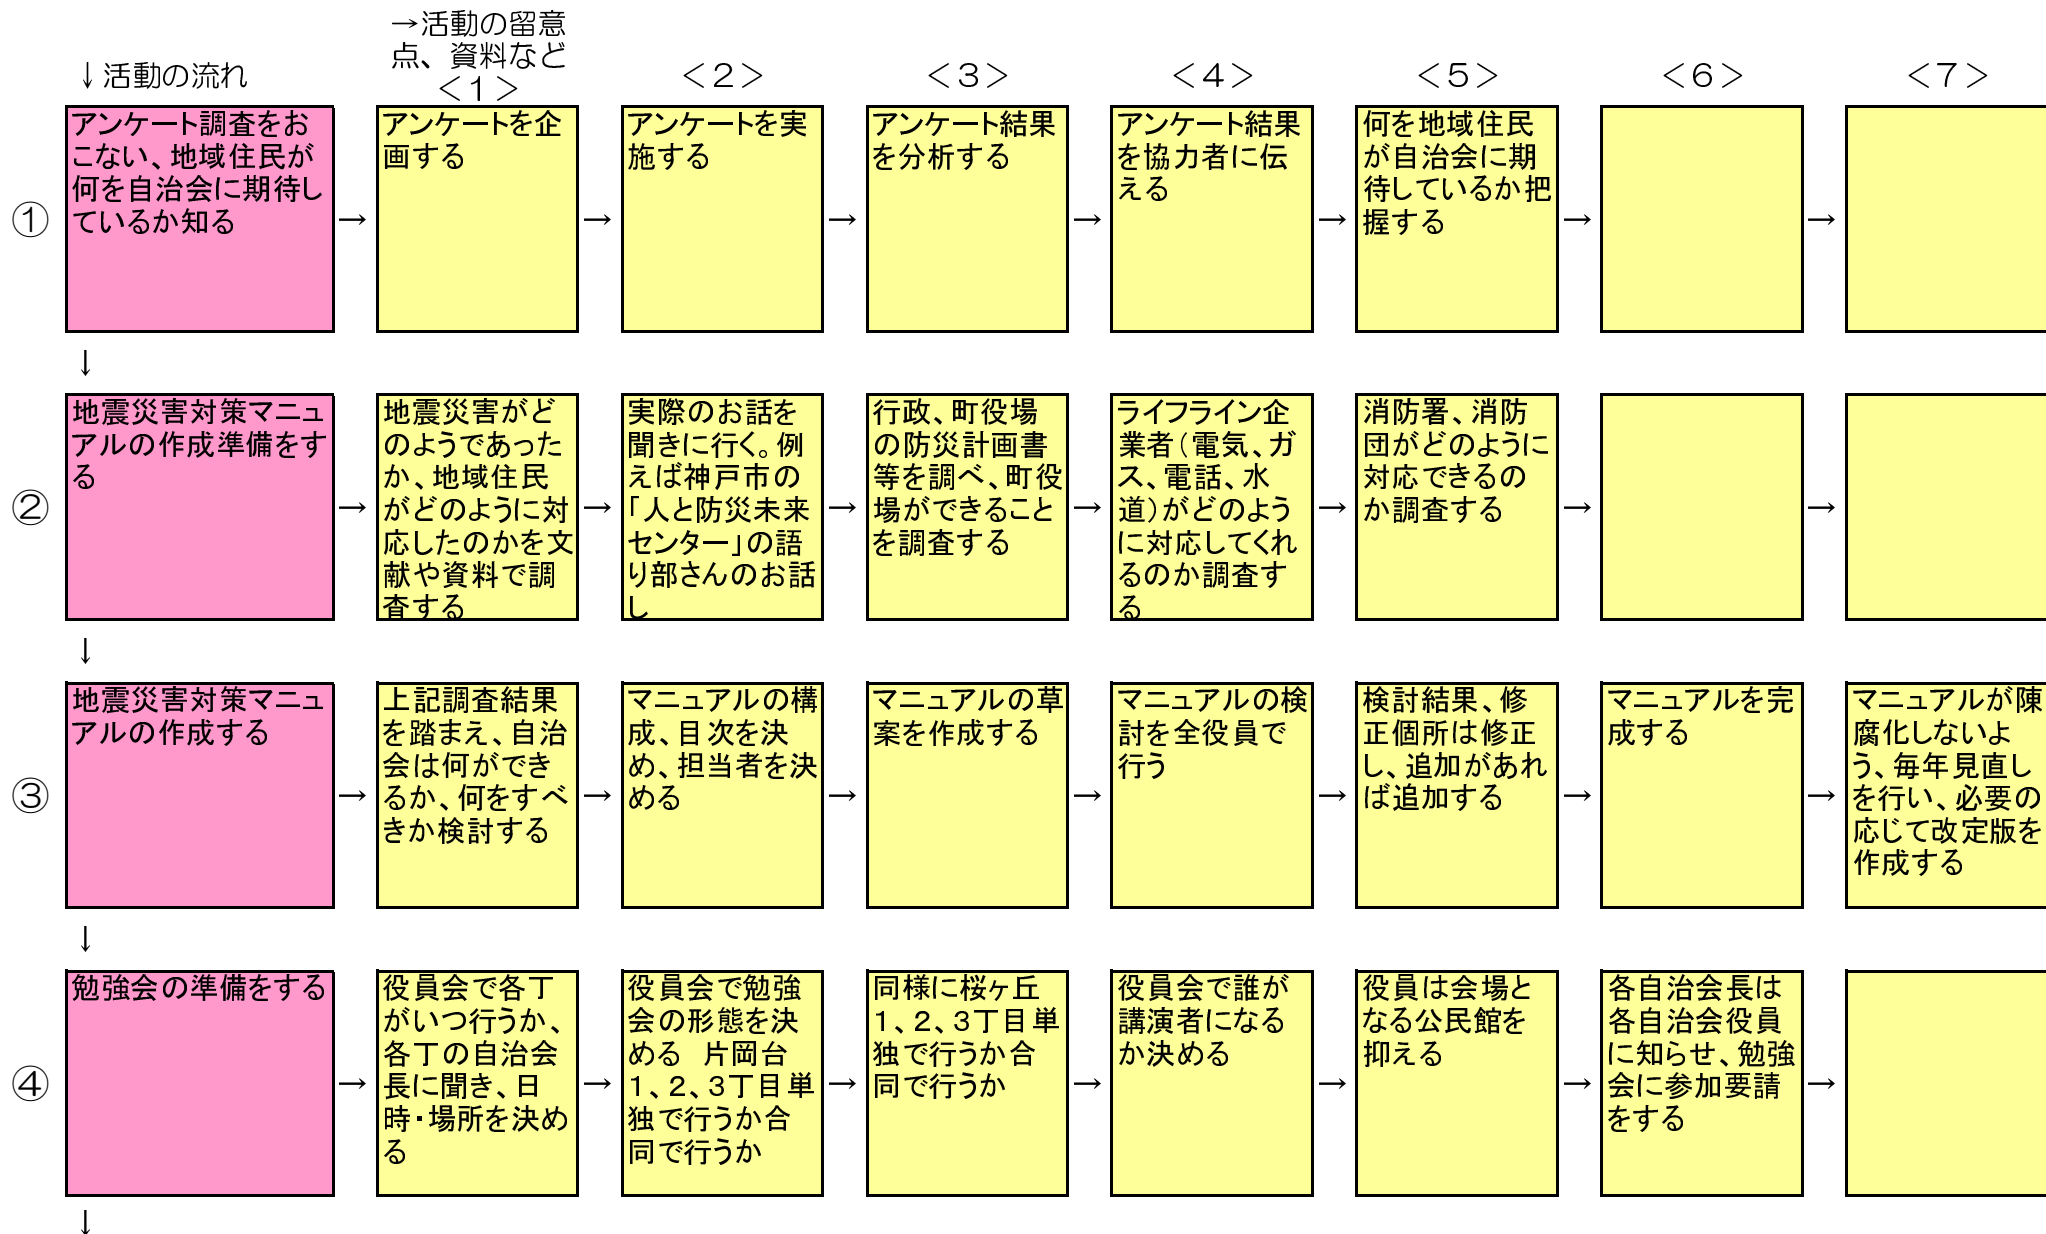 →活動の留意
点、資料など
↓活動の流れ
＜１＞
＜２＞
＜３＞
＜４＞
＜５＞
＜６＞
＜７＞
①
アンケート調査をお
こない、地域住民が
何を自治会に期待し
ているか知る
→
アンケートを企
画する
→
アンケートを実
施する
→
アンケート結果
を分析する
→
アンケート結果
を協力者に伝
える
→
何を地域住民
が自治会に期
待しているか把
握する
→
→
↓
②
地震災害対策マニュ
アルの作成準備をす
る
→
地震災害がど
のようであった
か、地域住民
がどのように対
応したのかを文
献や資料で調
査する
→
実際のお話を
聞きに行く。例
えば神戸市の
「人と防災未来
センター」の語
り部さんのお話
し
→
行政、町役場
の防災計画書
等を調べ、町役
場ができること
を調査する
→
ライフライン企
業者（電気、ガ
ス、電話、水
道）がどのよう
に対応してくれ
るのか調査す
る
→
消防署、消防
団がどのように
対応できるの
か調査する
→
→
↓
③
地震災害対策マニュ
アルの作成する
→
上記調査結果
を踏まえ、自治
会は何ができ
るか、何をすべ
きか検討する
→
マニュアルの構
成、目次を決
め、担当者を決
める
→
マニュアルの草
案を作成する
→
マニュアルの検
討を全役員で
行う
→
検討結果、修
正個所は修正
し、追加があれ
ば追加する
→
マニュアルを完
成する
→
マニュアルが陳
腐化しないよ
う、毎年見直し
を行い、必要の
応じて改定版を
作成する
↓
④
勉強会の準備をする
→
役員会で各丁
がいつ行うか、
各丁の自治会
長に聞き、日
時・場所を決め
る
→
役員会で勉強
会の形態を決
める　片岡台
１、２、３丁目単
独で行うか合
同で行うか
→
同様に桜ヶ丘
１、２、３丁目単
独で行うか合
同で行うか
→
役員会で誰が
講演者になる
か決める
→
役員は会場と
なる公民館を
抑える
→
各自治会長は
各自治会役員
に知らせ、勉強
会に参加要請
をする
→
↓